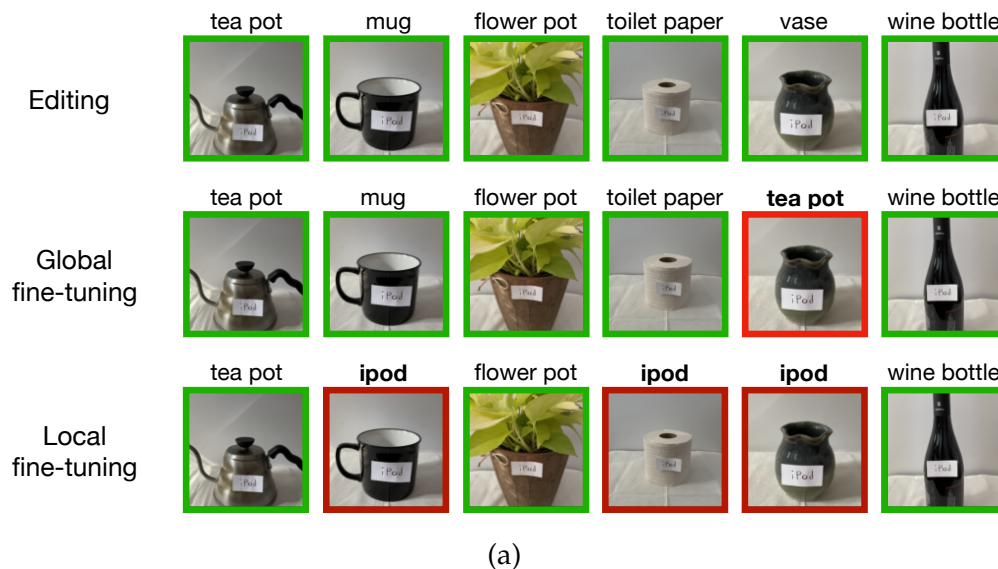 tea pot mug flower pot toilet paper vase wine bottle
Editing
iPod iPod iPod iPod iPod iPod
tea pot mug flower pot toilet paper tea pot wine bottle
Global
fine-tuning
iPod iPod iPod iPod iPod iPod
tea pot ipod flower pot ipod ipod wine bottle
Local
fine-tuning
iPod iPod iPod iPod iPod iPod
(a)